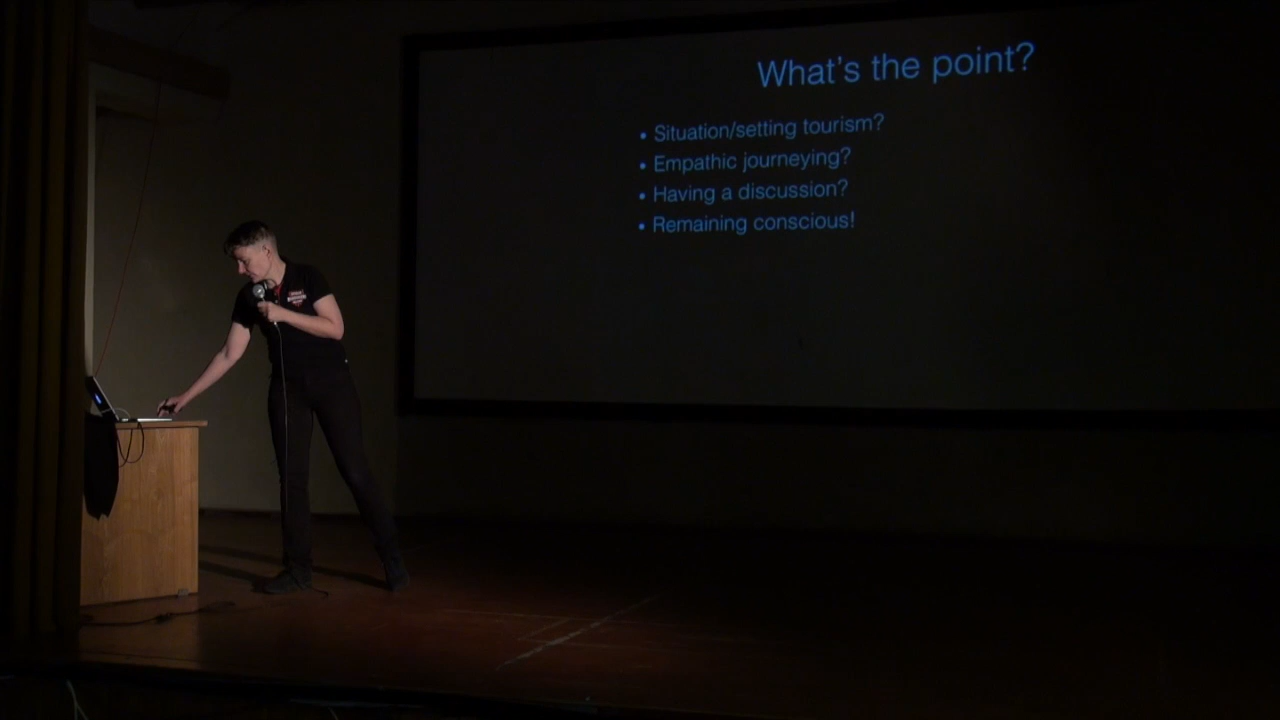 What's the point?
• Situation/setting tourism?
• Empathic journeying?
• Having a discussion?
• Remaining conscious!